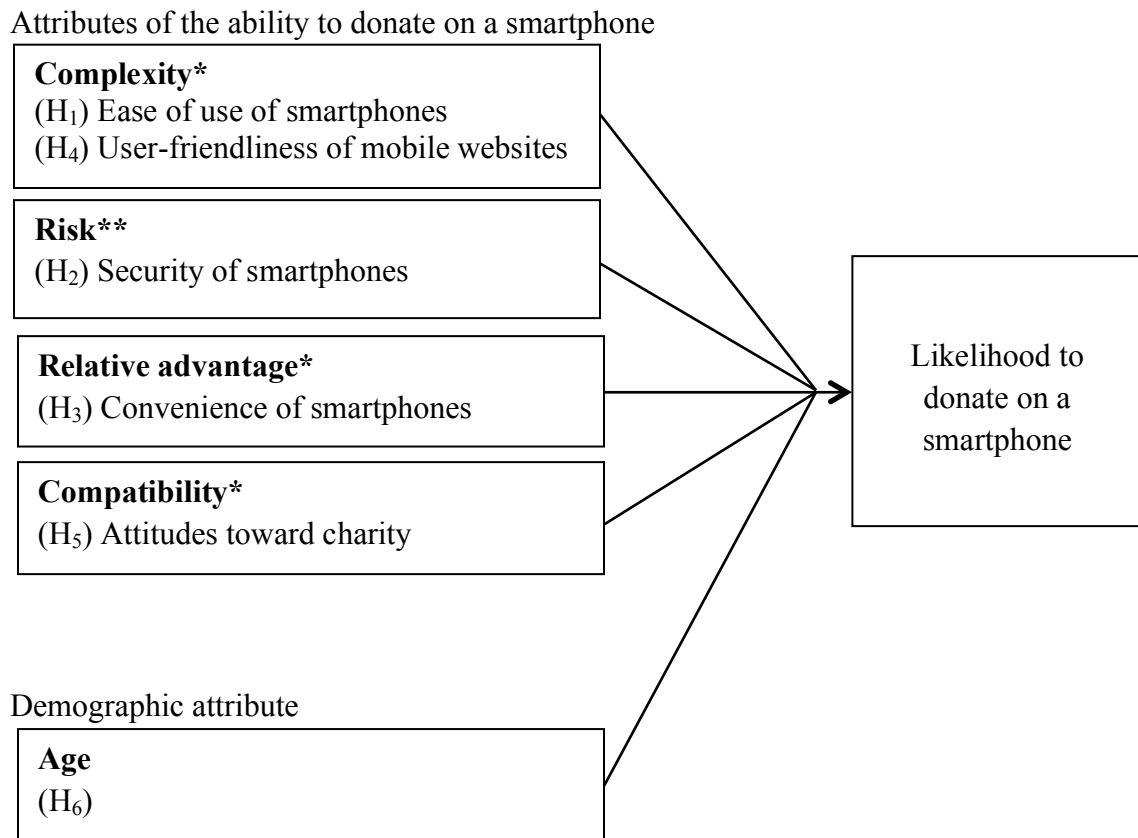 Attributes of the ability to donate on a smartphone
Complexity*
(H₁) Ease of use of smartphones
(H₄) User-friendliness of mobile websites
Risk**
(H₂) Security of smartphones
Relative advantage*
(H₃) Convenience of smartphones
Compatibility*
(H₅) Attitudes toward charity
Likelihood to
donate on a
smartphone
Demographic attribute
Age
(H₆)